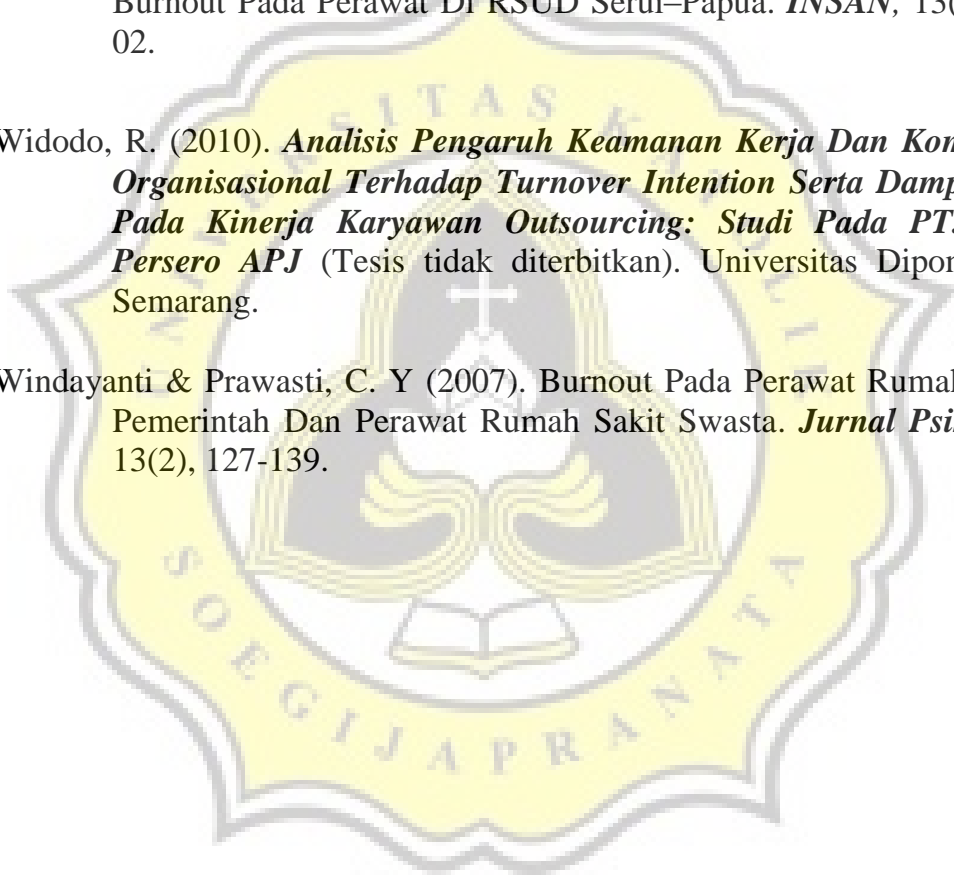 Burnout Pada Perawat Di RSUD Serui–Papua. INSAN, 13(
02.
Widodo, R. (2010). Analisis Pengaruh Keamanan Kerja Dan Kom
Organisasional Terhadap Turnover Intention Serta Damp
Pada Kinerja Karyawan Outsourcing: Studi Pada PT.
Persero APJ (Tesis tidak diterbitkan). Universitas Dipon
Semarang.
Windayanti & Prawasti, C. Y (2007). Burnout Pada Perawat Rumah
Pemerintah Dan Perawat Rumah Sakit Swasta. Jurnal Psi
13(2), 127-139.
UNIVERSITAS KATOLIK
SOEGIJAPRANATA